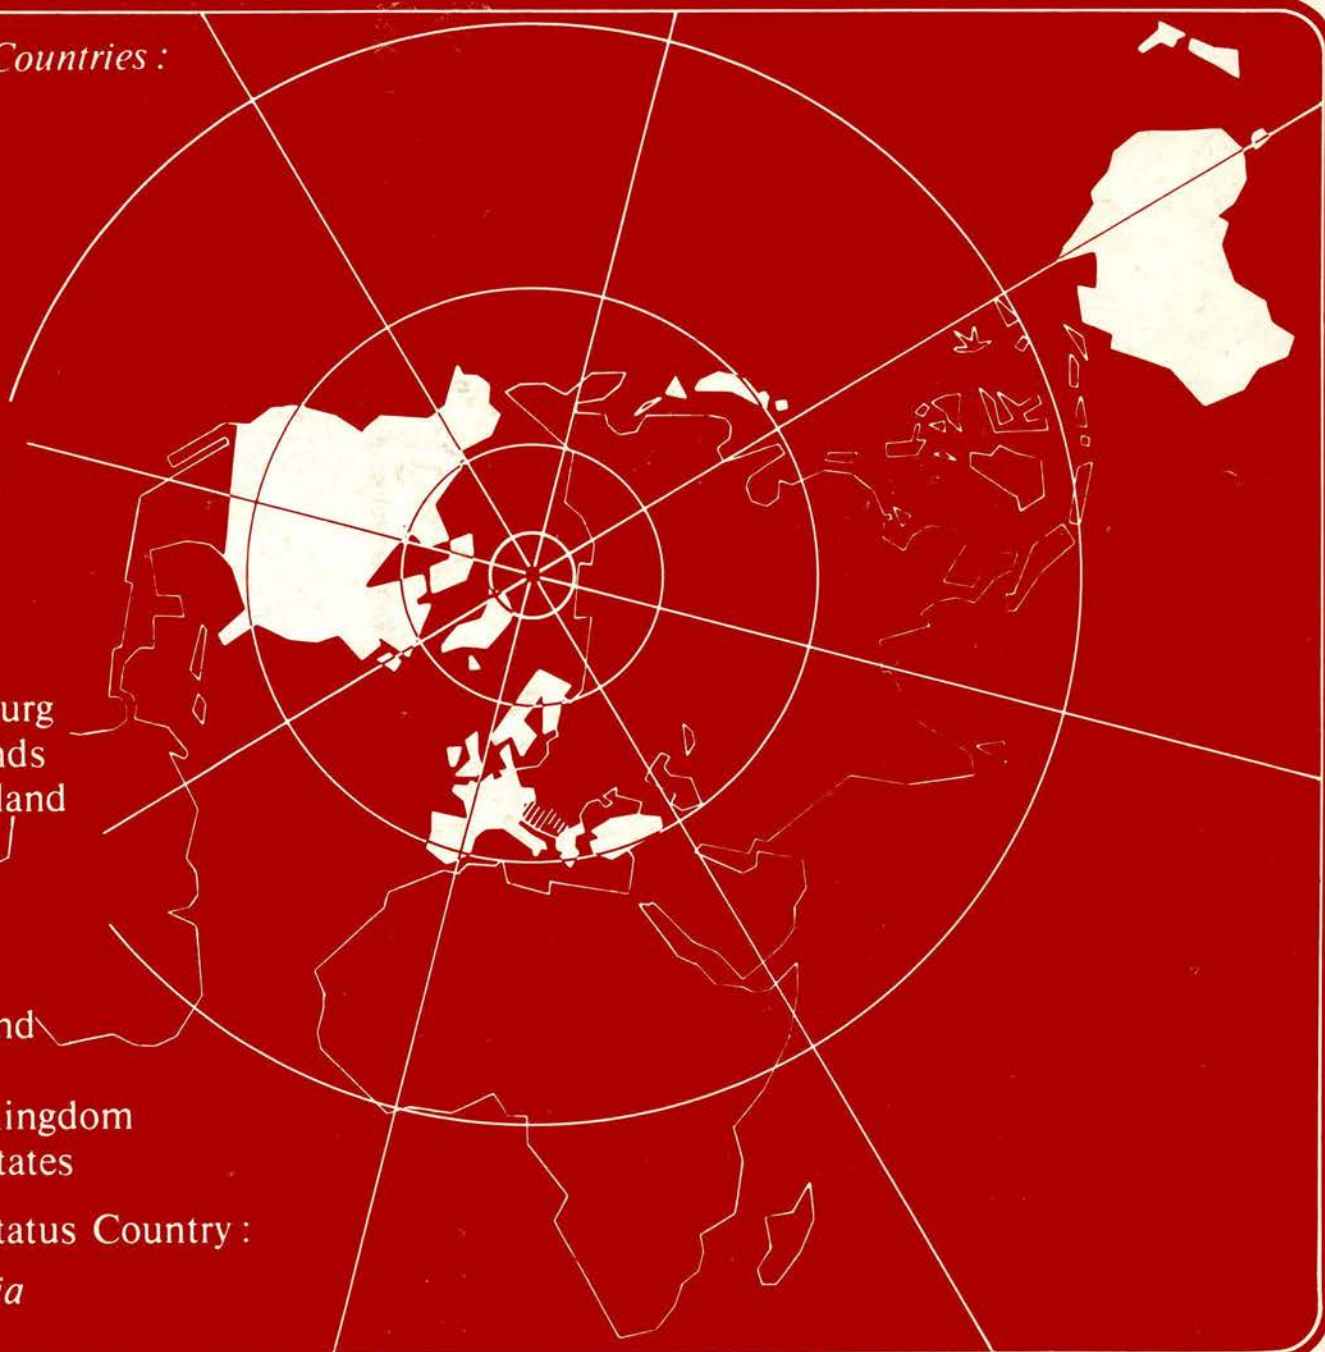 Countries :
urg
nds
land
nd
ingdom
tates
tatus Country :
ia